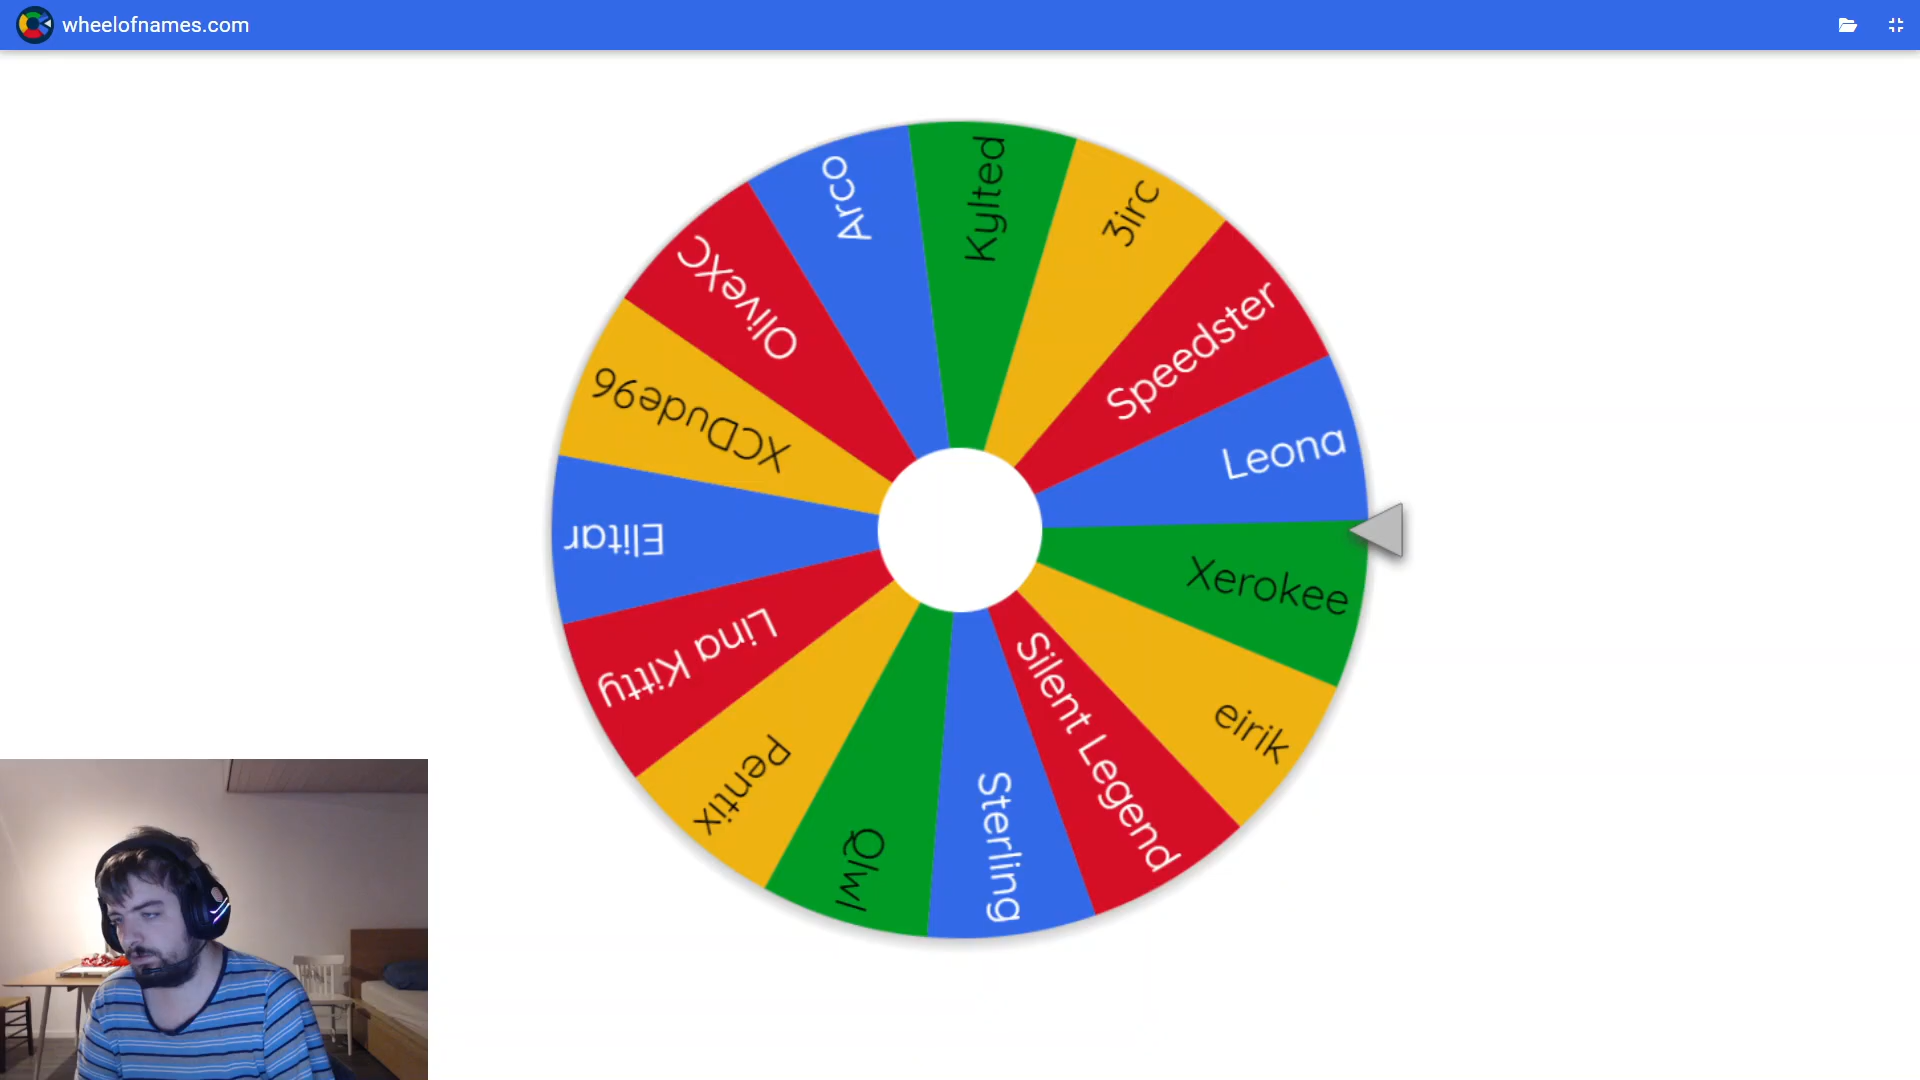 wheelofnames.com
Kylted
3irc
Speedster
Leona
Xerokee
eirik
Silent Legend
Sterling
Qlwl
Pentix
Lina Kitty
Elitar
XCDude96
OliveXC
Arco